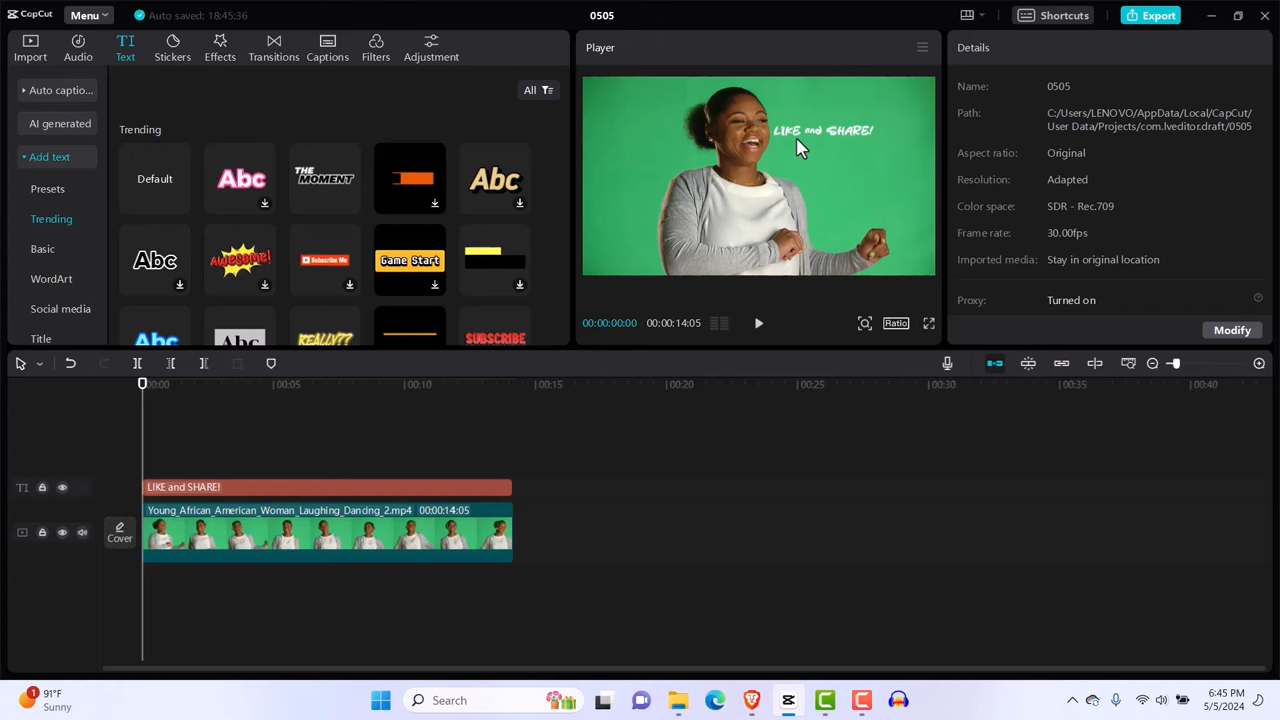 CapCut
Menu
Auto saved: 18:45:36
0505
Shortcuts
Export
Import
Audio
Text
Stickers
Effects
Transitions
Captions
Filters
Adjustment
Auto captio...
AI generated
Add text
Presets
Trending
Basic
WordArt
Social media
Title
All
Trending
Default
Abc
THE MOMENT
Abc
Abc
AWESOME!
Subscribe Me
Game Start
Abc
Abc
REALLY??
SUBSCRIBE
Player
LIKE and SHARE!
00:00:00:00
00:00:14:05
Ratio
Details
Name:
0505
Path:
C:/Users/LENOVO/AppData/Local/CapCut/
User Data/Projects/com.lveditor.draft/0505
Aspect ratio:
Original
Resolution:
Adapted
Color space:
SDR - Rec.709
Frame rate:
30.00fps
Imported media:
Stay in original location
Proxy:
Turned on
Modify
00:00
00:05
00:10
00:15
00:20
00:25
00:30
00:35
00:40
TI
LIKE and SHARE!
Cover
Young_African_American_Woman_Laughing_Dancing_2.mp4 00:00:14:05
1
91°F
Sunny
Search
6:45 PM
5/5/2024